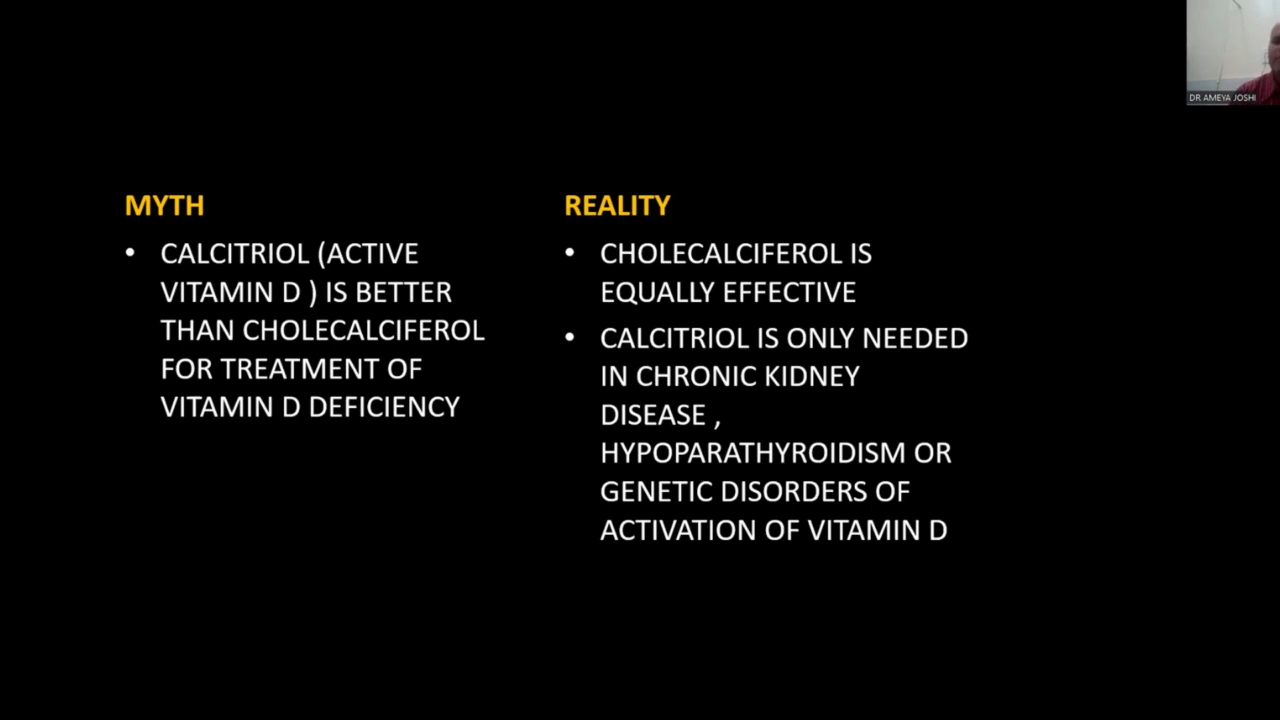 DR AMEYA JOSHI
MYTH
• CALCITRIOL (ACTIVE
VITAMIN D ) IS BETTER
THAN CHOLECALCIFEROL
FOR TREATMENT OF
VITAMIN D DEFICIENCY
REALITY
• CHOLECALCIFEROL IS
EQUALLY EFFECTIVE
• CALCITRIOL IS ONLY NEEDED
IN CHRONIC KIDNEY
DISEASE ,
HYPOPARATHYROIDISM OR
GENETIC DISORDERS OF
ACTIVATION OF VITAMIN D